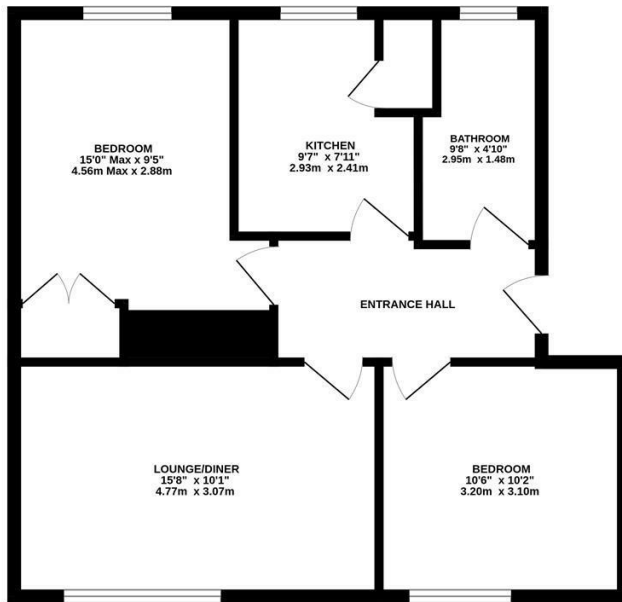 BEDROOM
15'0" Max x 9'5"
4.56m Max x 2.88m
KITCHEN
9'7" x 7'11"
2.93m x 2.41m
BATHROOM
9'8" x 4'10"
2.95m x 1.48m
ENTRANCE HALL
LOUNGE/DINER
15'8" x 10'1"
4.77m x 3.07m
BEDROOM
10'6" x 10'2"
3.20m x 3.10m